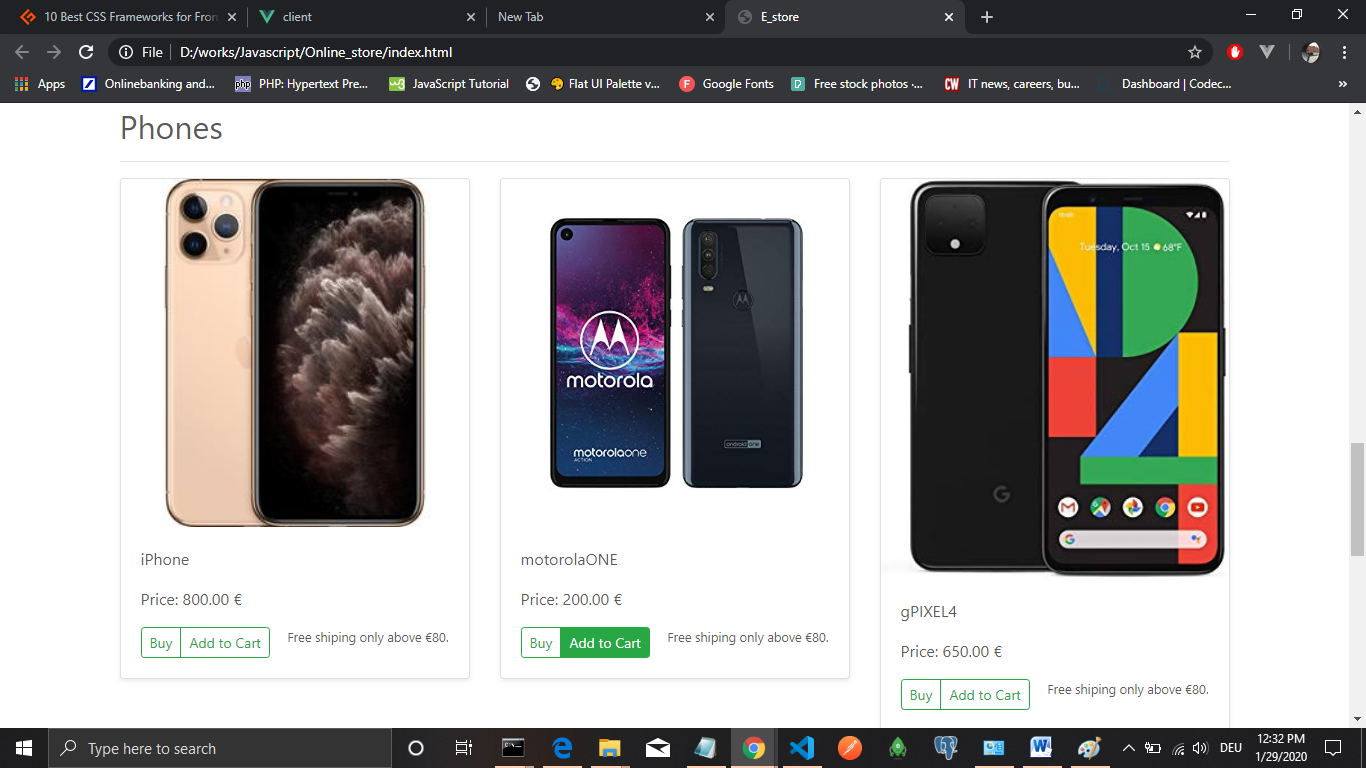 10 Best CSS Frameworks for Fron
client
New Tab
E_store
File
D:/works/Javascript/Online_store/index.html
Apps
Onlinebanking and...
php
PHP: Hypertext Pre...
w3
JavaScript Tutorial
Flat UI Palette v...
F
Google Fonts
Free stock photos ·...
CW
IT news, careers, bu...
Dashboard | Codec...
»
Phones
Tuesday, Oct 15 68°F
motorola
motorolaone
ACTION
androidone
G
iPhone
Price: 800.00 €
Buy
Add to Cart
Free shiping only above €80.
motorolaONE
Price: 200.00 €
Buy
Add to Cart
Free shiping only above €80.
gPIXEL4
Price: 650.00 €
Buy
Add to Cart
Free shiping only above €80.
Type here to search
DEU
12:32 PM
1/29/2020